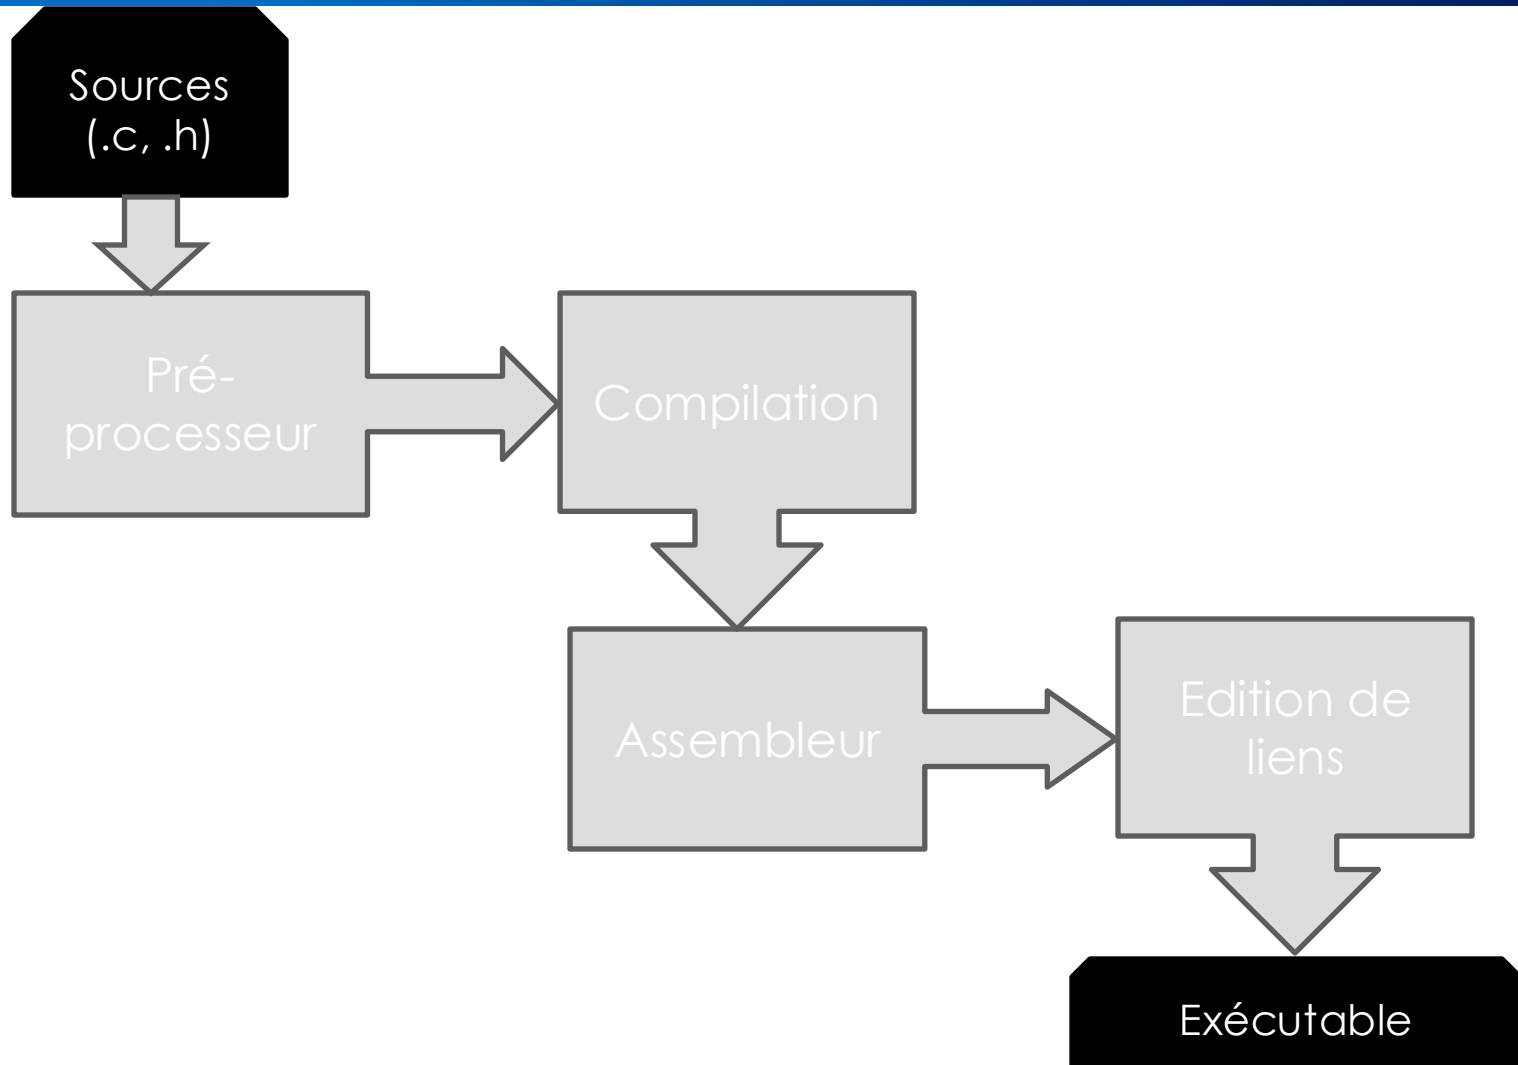 Sources
(.c, .h)
Pré-
processeur
Compilation
Assembleur
Edition de
liens
Exécutable